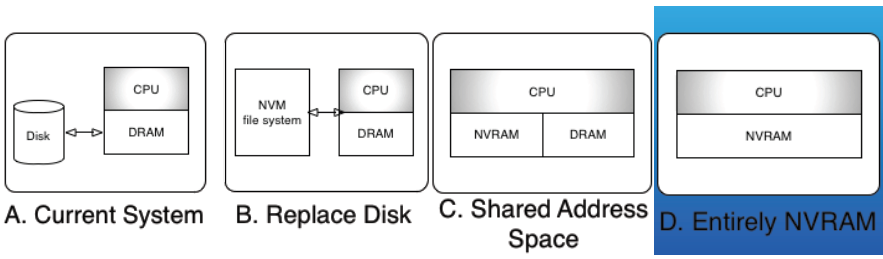 CPU
Disk
DRAM
A. Current System
NVM
file system
CPU
DRAM
B. Replace Disk
CPU
NVRAM
DRAM
C. Shared Address
Space
CPU
NVRAM
D. Entirely NVRAM